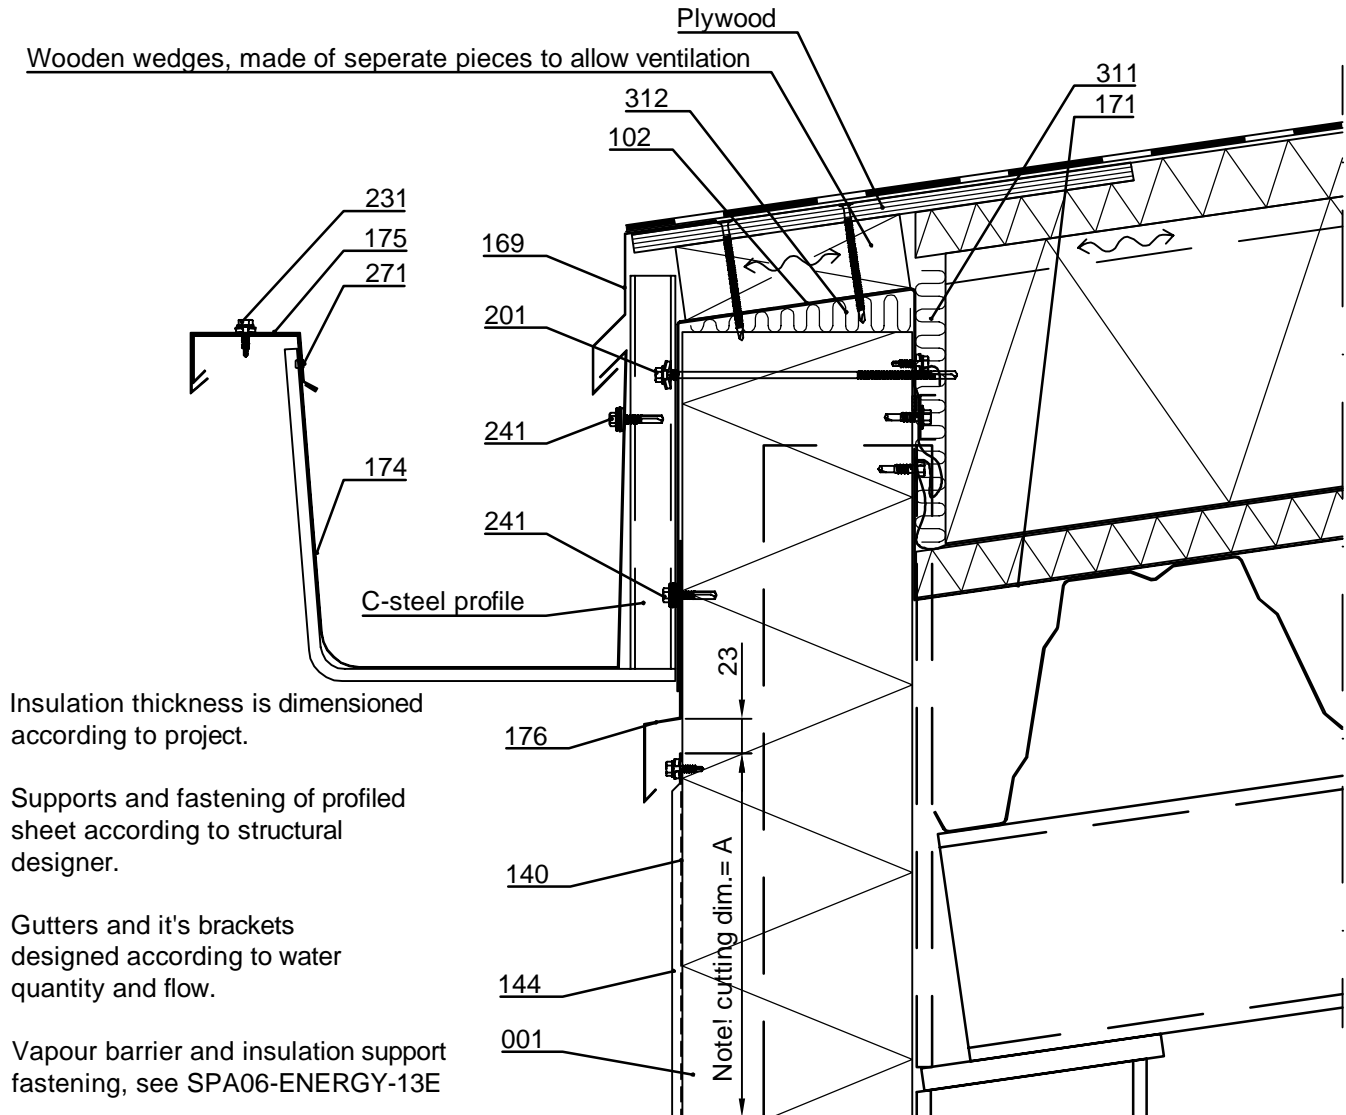 Plywood
Wooden wedges, made of seperate pieces to allow ventilation
312
311
102
171
231
175
169
271
201
241
174
241
C-steel profile
23
Insulation thickness is dimensioned
according to project.
176
Supports and fastening of profiled
sheet according to structural
designer.
Note! cutting dim.= A
140
Gutters and it's brackets
designed according to water
quantity and flow.
144
001
Vapour barrier and insulation support
fastening, see SPA06-ENERGY-13E